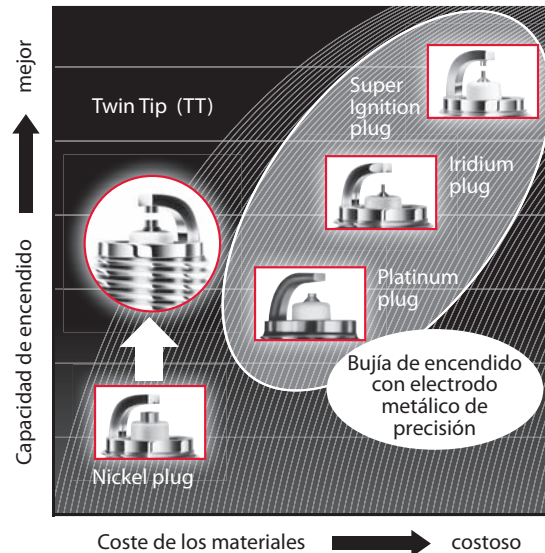 mejor
Capacidad de encendido
Twin Tip (TT)
Super
Ignition
plug
Iridium
plug
Platinum
plug
Bujía de encendido
con electrodo
metálico de
precisión
Nickel plug
Coste de los materiales
costoso